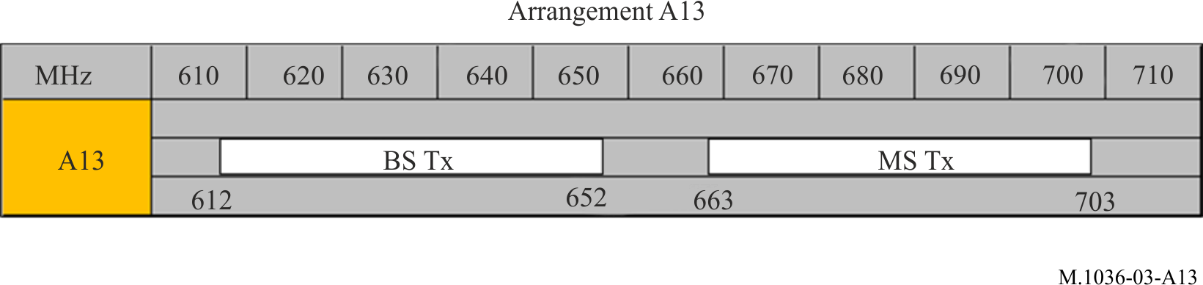 Arrangement A13
MHz 610 620 630 640 650 660 670 680 690 700 710
A13 BS Tx MS Tx
612 652 663 703
M.1036-03-A13